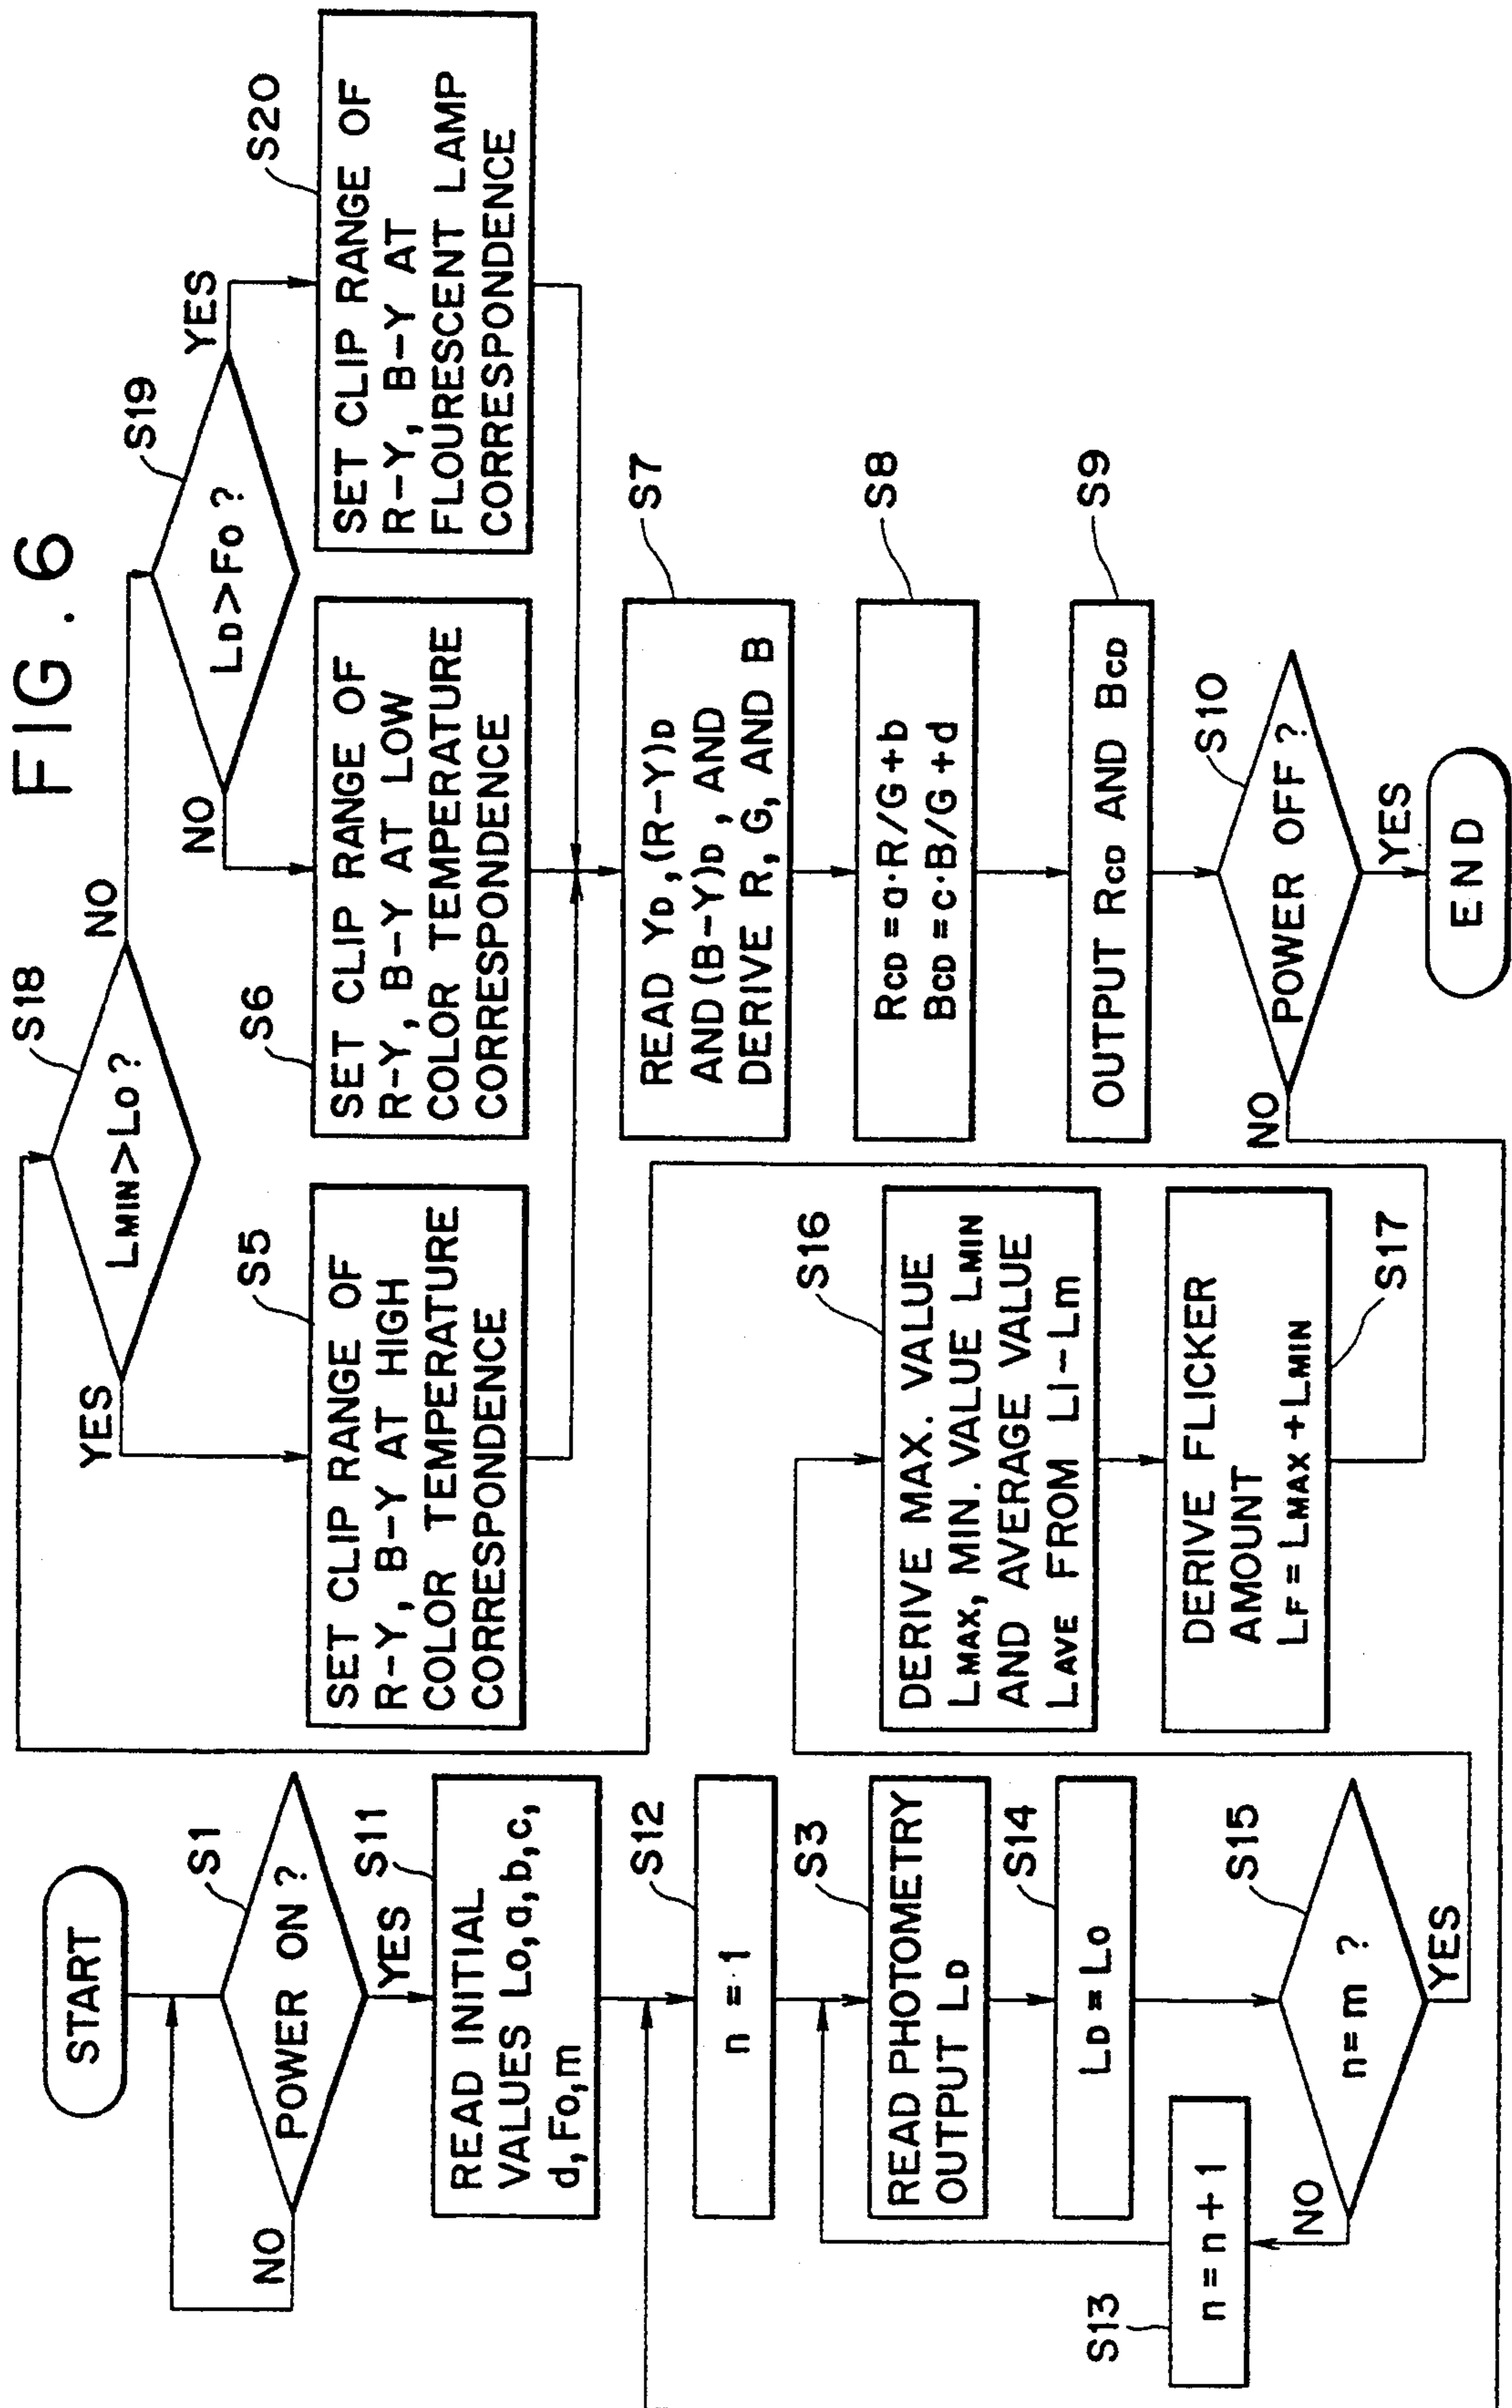 FIG. 6
START
S1
POWER ON ?
NO
YES
S11
READ INITIAL
VALUES Lo, a, b, c,
d, Fo, m
S12
n = 1
S3
READ PHOTOMETRY
OUTPUT LD
S14
LD = LO
S15
n = m ?
NO
YES
S13
n = n + 1
S16
DERIVE MAX. VALUE
LMAX, MIN. VALUE LMIN
AND AVERAGE VALUE
LAVE FROM LI - Lm
S17
DERIVE FLICKER
AMOUNT
LF = LMAX + LMIN
S18
LMIN > LO ?
YES
NO
S19
LD > FO ?
NO
YES
S5
SET CLIP RANGE OF
R-Y, B-Y AT HIGH
COLOR TEMPERATURE
CORRESPONDENCE
S6
SET CLIP RANGE OF
R-Y, B-Y AT LOW
COLOR TEMPERATURE
CORRESPONDENCE
S20
SET CLIP RANGE OF
R-Y, B-Y AT
FLOURESCENT LAMP
CORRESPONDENCE
S7
READ YD, (R-Y)D
AND (B-Y)D, AND
DERIVE R, G, AND B
S8
RCD = a·R/G + b
BCD = c·B/G + d
S9
OUTPUT RCD AND BCD
S10
POWER OFF ?
NO
YES
END